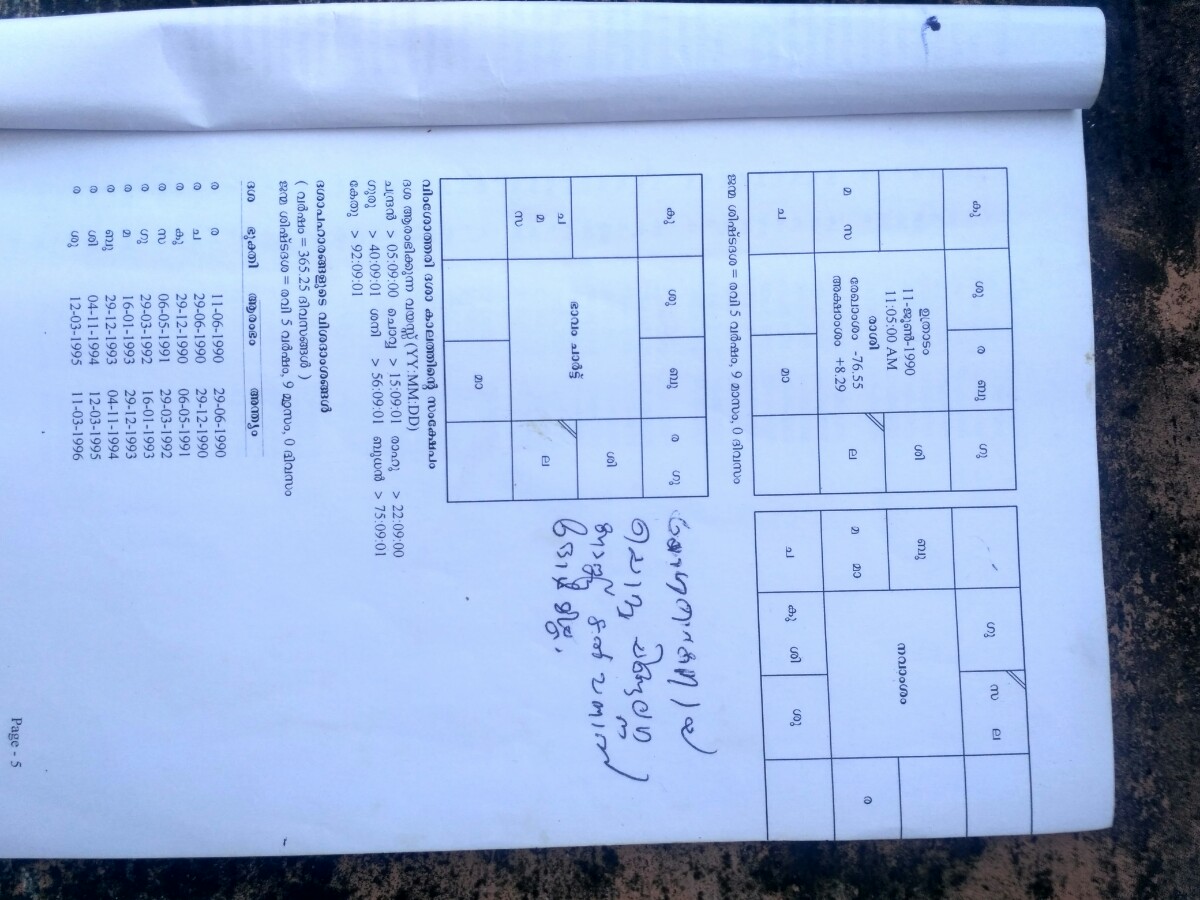 കു ശു ര ബു ഗു
ഉത്രാടം
11-ജൂൺ-1990
രാശി
11:05:00 AM
രേഖാംശം -76.55
അക്ഷാംശം +8.29
ശി
മ സ ല
ച മാ
ഗു സ ല
ബു
നവാംശം
മ മാ ര
ച കു ശി ശു
ജന്മ ശിഷ്ടദശ = രവി 5 വർഷം, 9 മാസം, 0 ദിവസം
കു ശു ബു ര ഗു
ശി
ഭാവം ചാർട്ട്
ച
മ
സ
ല
മാ
വിംശോത്തരി ദശാ കാലത്തിന്റെ സംക്ഷേപം
ദശ ആരംഭിക്കുന്ന വയസ്സ് (YY:MM:DD)
ചന്ദ്രൻ > 05:09:00 ചൊവ്വ > 15:09:01 രാഹു > 22:09:00
ഗുരു > 40:09:01 ശനി > 56:09:01 ബുധൻ > 75:09:01
കേതു > 92:09:01
ദശാപഹാരങ്ങളുടെ വിശദാംശങ്ങൾ
( വർഷം = 365.25 ദിവസങ്ങൾ )
ജന്മ ശിഷ്ടദശ = രവി 5 വർഷം, 9 മാസം, 0 ദിവസം
ദശ ഭുക്തി ആരംഭം അന്ത്യം
ര ര 11-06-1990 29-06-1990
ര ച 29-06-1990 29-12-1990
ര കു 29-12-1990 06-05-1991
ര സ 06-05-1991 29-03-1992
ര ഗു 29-03-1992 16-01-1993
ര മ 16-01-1993 29-12-1993
ര ബു 29-12-1993 04-11-1994
ര ശി 04-11-1994 12-03-1995
ര ശു 12-03-1995 11-03-1996
Page - 5